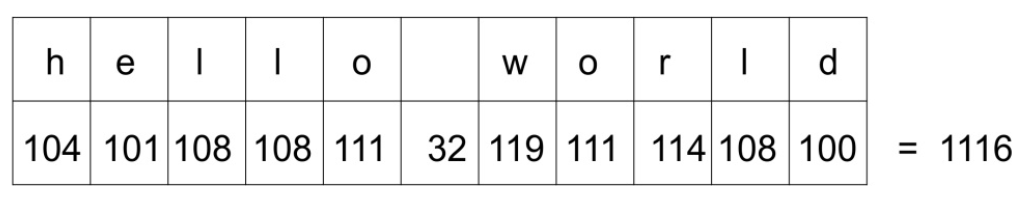 h e l l o w o r l d
104 101 108 108 111 32 119 111 114 108 100 = 1116